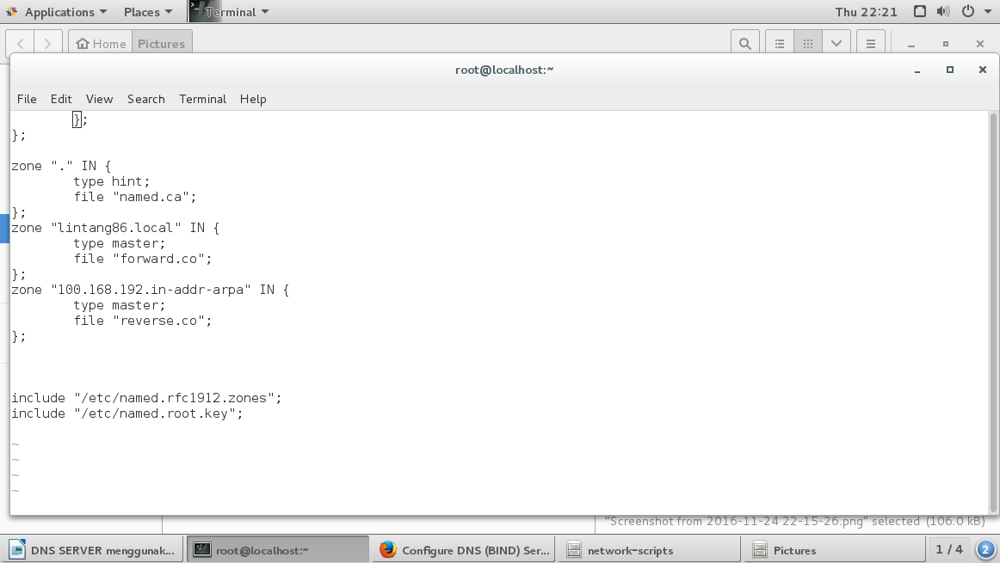 Applications Places Terminal Thu 22:21
Home Pictures
root@localhost:~
File Edit View Search Terminal Help
};
};
zone "." IN {
type hint;
file "named.ca";
};
zone "lintang86.local" IN {
type master;
file "forward.co";
};
zone "100.168.192.in-addr-arpa" IN {
type master;
file "reverse.co";
};
include "/etc/named.rfc1912.zones";
include "/etc/named.root.key";
~
~
~
~
"Screenshot from 2016-11-24 22-15-26.png" selected (106.0 kB)
DNS SERVER menggunak... root@localhost:~ Configure DNS (BIND) Ser... network-scripts Pictures 1 / 4 2